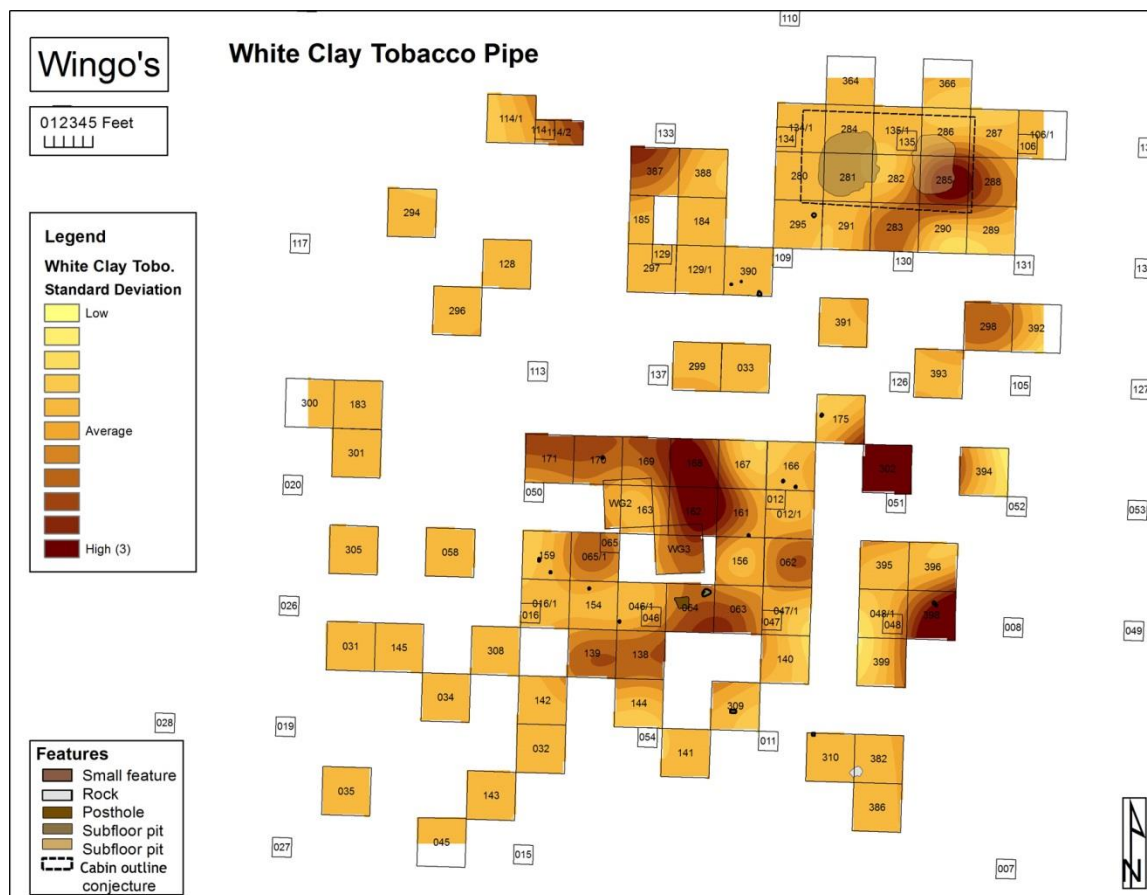 110
Wingo's
White Clay Tobacco Pipe
012345 Feet
364 366
114/1 114 114/2
133
134/1 284 135/1 286 287 106/1
134 135 106
387 388
280 281 282 285 288
294
185 184
295 291 283 290 289
117
128
129
297 129/1 390
109 130 131
296
391
298 392
113 137
299 033
393
126 105 127
300 183
175
301
171 170 169 168 167 166
302
394
020 050
012
051 052 053
WG2 163 162 161 012/1
305 058
159 065/1 065 WG3 156 062
395 396
026
016/1 154 046/1 064 063 047/1
016 046 047
048/1 398
048
008 049
031 145 308 139 138 140
399
034 142 144 309
028 019
054 011
032 141
310 382
035 143
386
045
027 015
007
Legend
White Clay Tobo.
Standard Deviation
Low
Average
High (3)
Features
Small feature
Rock
Posthole
Subfloor pit
Subfloor pit
Cabin outline
conjecture
N